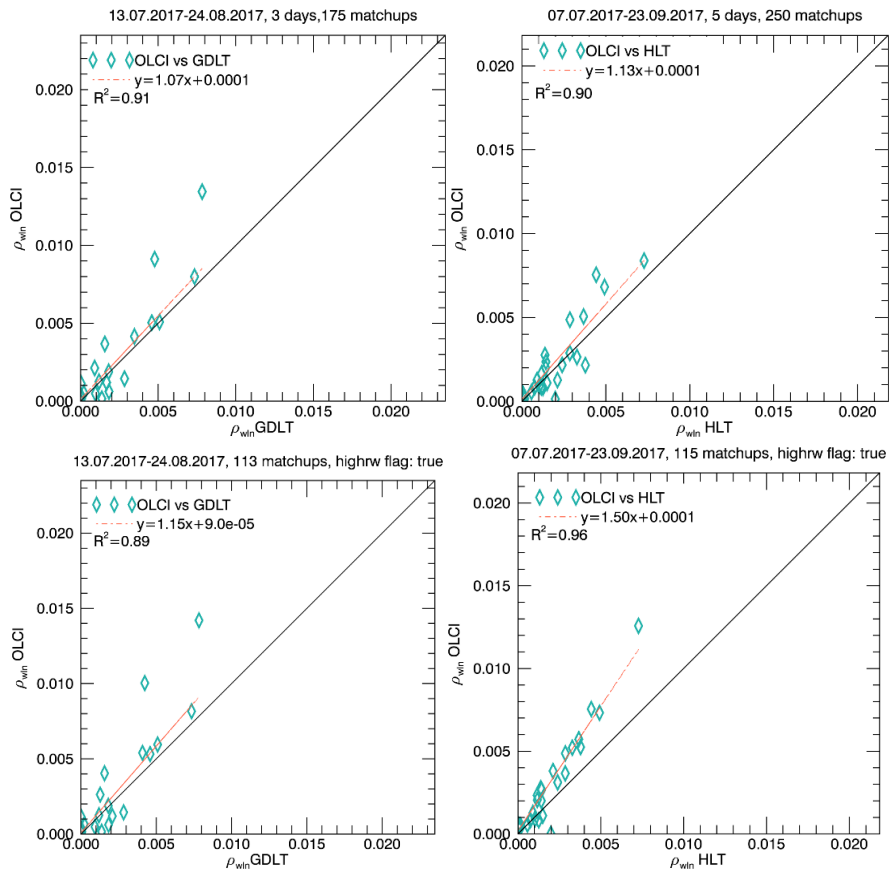 13.07.2017-24.08.2017, 3 days,175 matchups
OLCI vs GDLT
y=1.07x+0.0001
R²=0.91
0.020
0.015
0.010
0.005
0.000
ρwln OLCI
0.000 0.005 0.010 0.015 0.020
ρwln GDLT
07.07.2017-23.09.2017, 5 days, 250 matchups
OLCI vs HLT
y=1.13x+0.0001
R²=0.90
0.020
0.015
0.010
0.005
0.000
ρwln OLCI
0.000 0.005 0.010 0.015 0.020
ρwln HLT
13.07.2017-24.08.2017, 113 matchups, highrw flag: true
OLCI vs GDLT
y=1.15x+9.0e-05
R²=0.89
0.020
0.015
0.010
0.005
0.000
ρwln OLCI
0.000 0.005 0.010 0.015 0.020
ρwln GDLT
07.07.2017-23.09.2017, 115 matchups, highrw flag: true
OLCI vs HLT
y=1.50x+0.0001
R²=0.96
0.020
0.015
0.010
0.005
0.000
ρwln OLCI
0.000 0.005 0.010 0.015 0.020
ρwln HLT